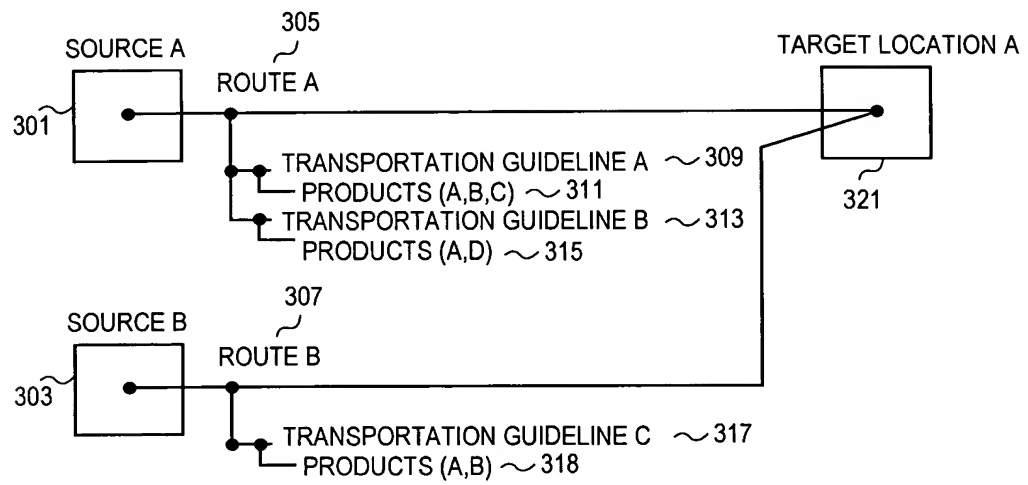 305
SOURCE A
TARGET LOCATION A
ROUTE A
301
TRANSPORTATION GUIDELINE A 309
PRODUCTS (A,B,C) 311
321
TRANSPORTATION GUIDELINE B 313
PRODUCTS (A,D) 315
307
SOURCE B
ROUTE B
303
TRANSPORTATION GUIDELINE C 317
PRODUCTS (A,B) 318